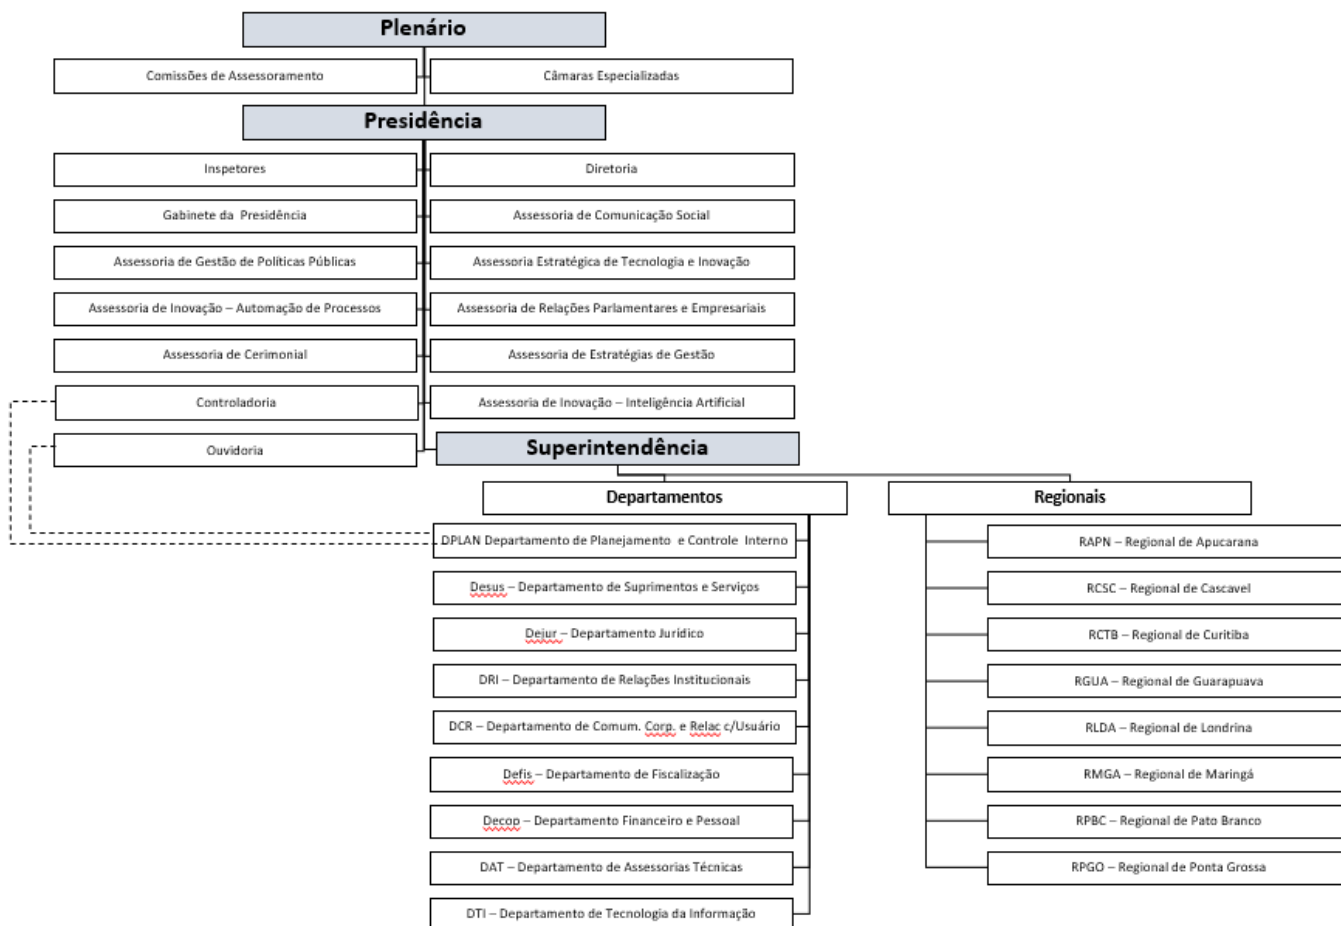 Plenário
Comissões de Assessoramento
Câmaras Especializadas
Presidência
Inspetores
Diretoria
Gabinete da Presidência
Assessoria de Comunicação Social
Assessoria de Gestão de Políticas Públicas
Assessoria Estratégica de Tecnologia e Inovação
Assessoria de Inovação – Automação de Processos
Assessoria de Relações Parlamentares e Empresariais
Assessoria de Cerimonial
Assessoria de Estratégias de Gestão
Controladoria
Assessoria de Inovação – Inteligência Artificial
Ouvidoria
Superintendência
Departamentos
DPLAN Departamento de Planejamento e Controle Interno
Desus – Departamento de Suprimentos e Serviços
Dejur – Departamento Jurídico
DRI – Departamento de Relações Institucionais
DCR – Departamento de Comum. Corp. e Relac c/Usuário
Defis – Departamento de Fiscalização
Decop – Departamento Financeiro e Pessoal
DAT – Departamento de Assessorias Técnicas
DTI – Departamento de Tecnologia da Informação
Regionais
RAPN – Regional de Apucarana
RCSC – Regional de Cascavel
RCTB – Regional de Curitiba
RGUA – Regional de Guarapuava
RLDA – Regional de Londrina
RMGA – Regional de Maringá
RPBC – Regional de Pato Branco
RPGO – Regional de Ponta Grossa